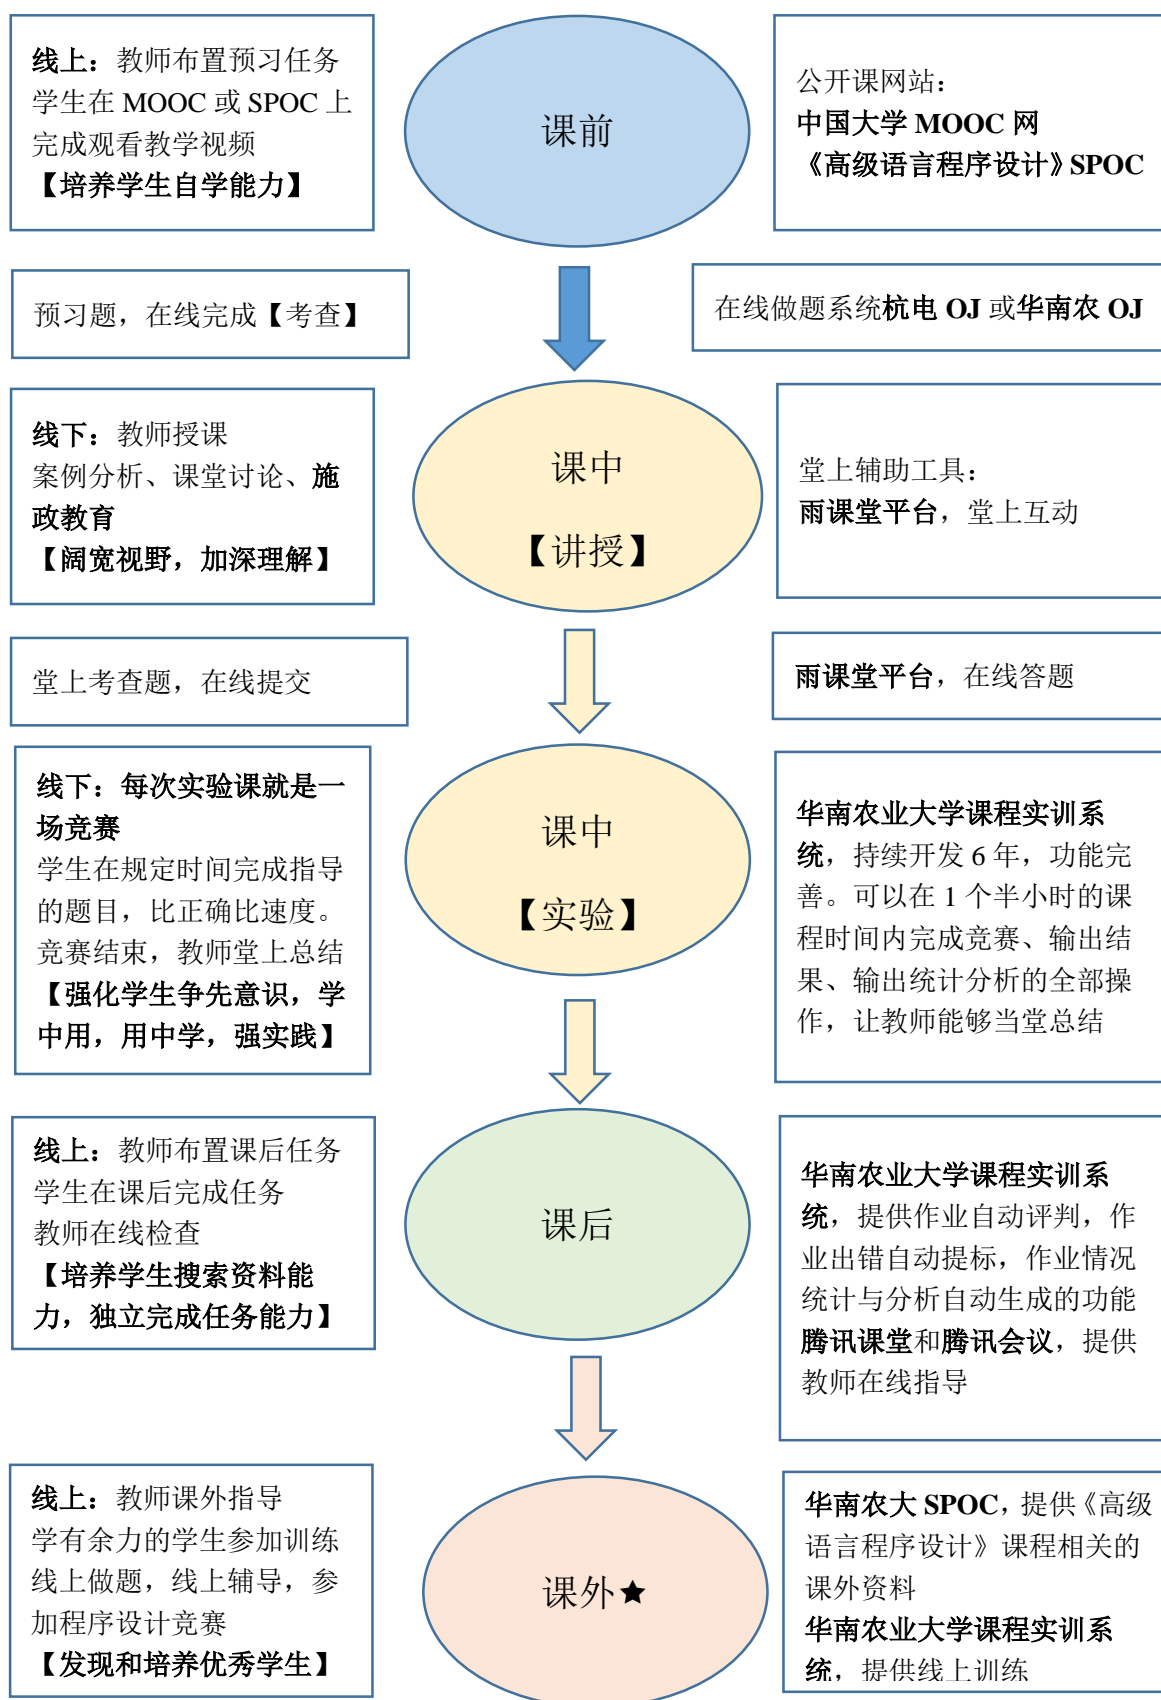 线上：教师布置预习任务
学生在 MOOC 或 SPOC 上
完成观看教学视频
【培养学生自学能力】
课前
公开课网站：
中国大学 MOOC 网
《高级语言程序设计》SPOC
预习题，在线完成【考查】
在线做题系统杭电 OJ 或华南农 OJ
线下：教师授课
案例分析、课堂讨论、施
政教育
【阔宽视野，加深理解】
课中
【讲授】
堂上辅助工具：
雨课堂平台，堂上互动
堂上考查题，在线提交
雨课堂平台，在线答题
线下：每次实验课就是一
场竞赛
学生在规定时间完成指导
的题目，比正确比速度。
竞赛结束，教师堂上总结
【强化学生争先意识，学
中用，用中学，强实践】
课中
【实验】
华南农业大学课程实训系
统，持续开发 6 年，功能完
善。可以在 1 个半小时的课
程时间内完成竞赛、输出结
果、输出统计分析的全部操
作，让教师能够当堂总结
线上：教师布置课后任务
学生在课后完成任务
教师在线检查
【培养学生搜索资料能
力，独立完成任务能力】
课后
华南农业大学课程实训系
统，提供作业自动评判，作
业出错自动提标，作业情况
统计与分析自动生成的功能
腾讯课堂和腾讯会议，提供
教师在线指导
线上：教师课外指导
学有余力的学生参加训练
线上做题，线上辅导，参
加程序设计竞赛
【发现和培养优秀学生】
课外★
华南农大 SPOC，提供《高级
语言程序设计》课程相关的
课外资料
华南农业大学课程实训系
统，提供线上训练